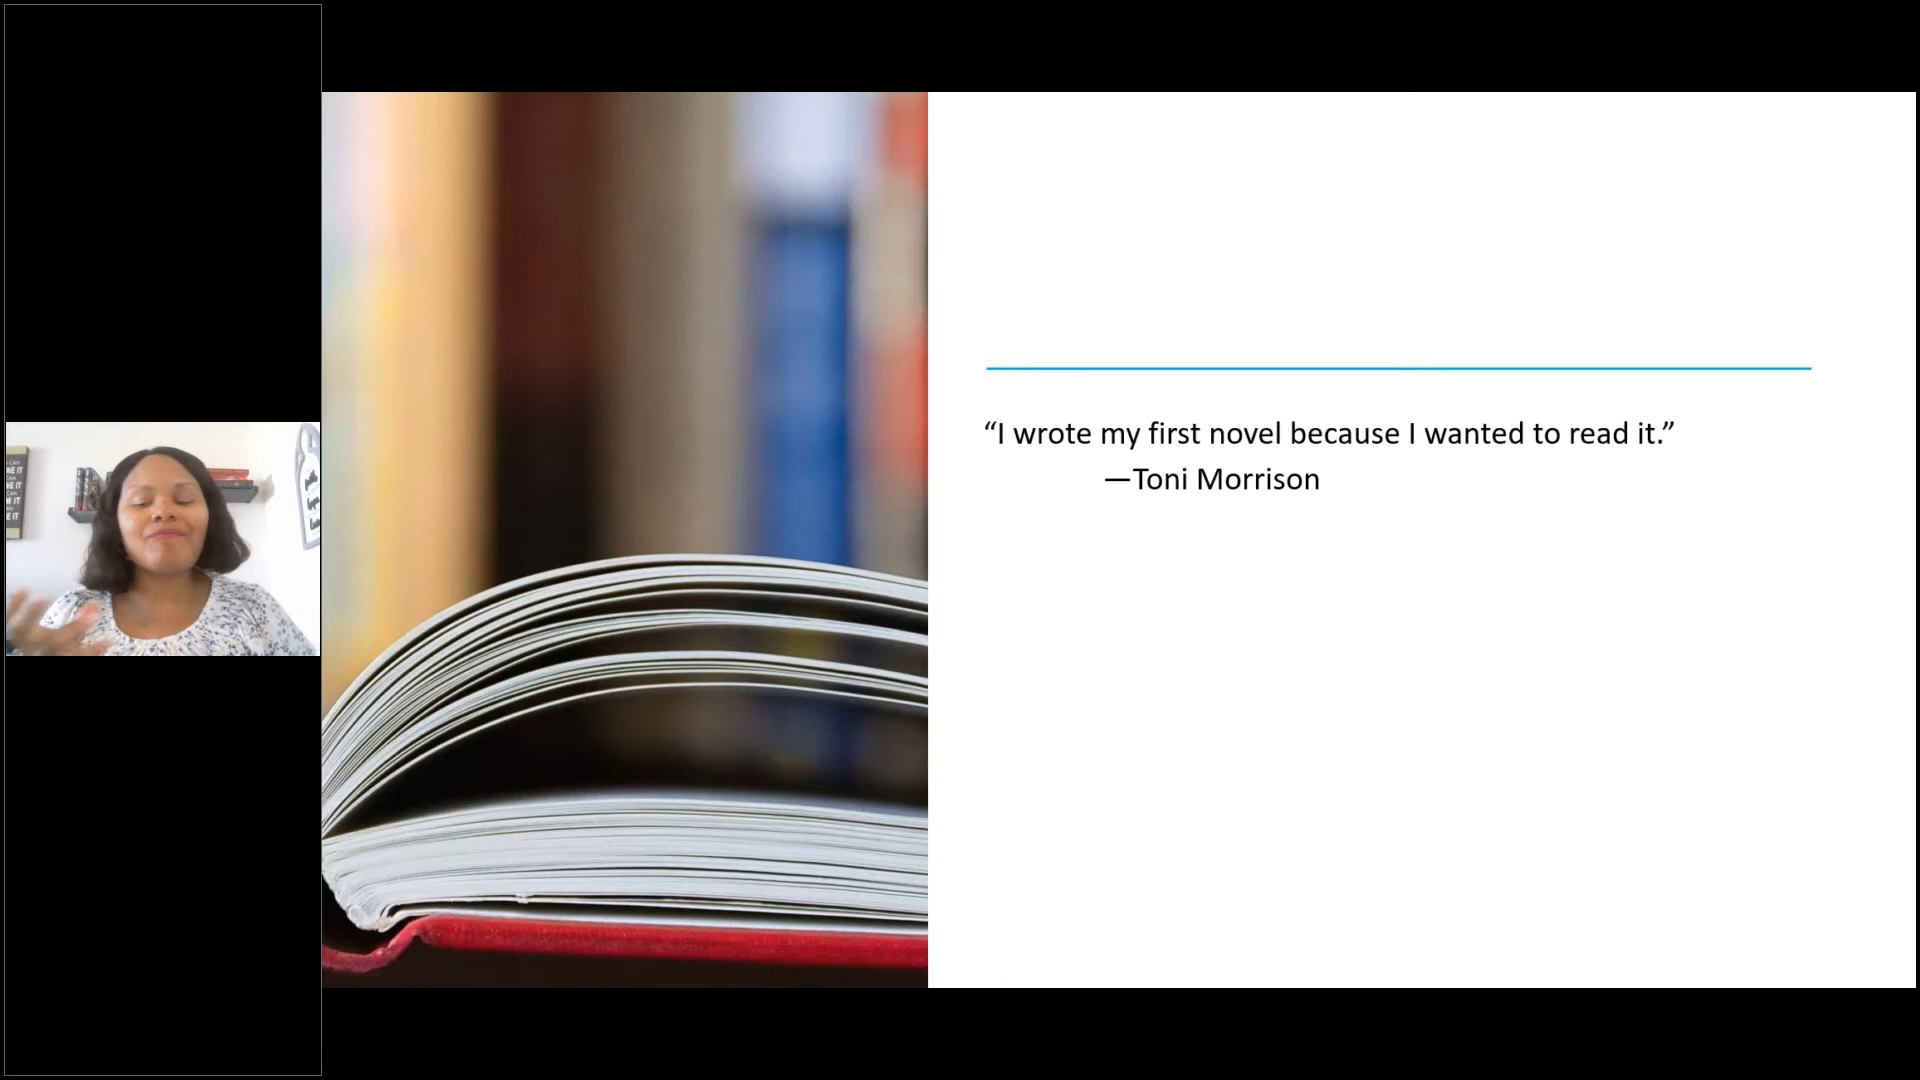 “I wrote my first novel because I wanted to read it.”
—Toni Morrison